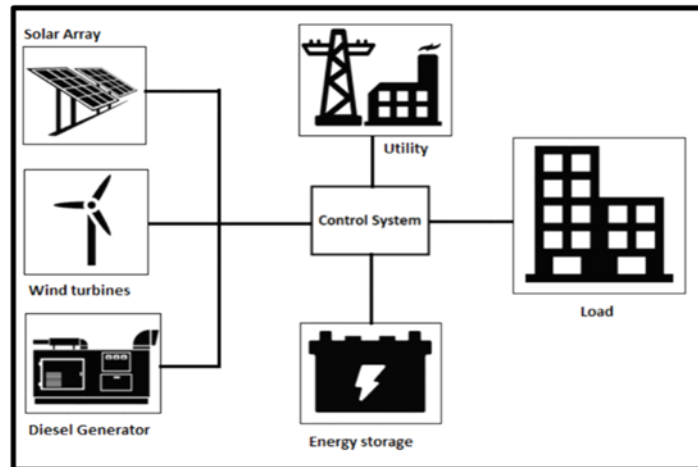 Solar Array
Utility
Control System
Wind turbines
Load
Diesel Generator
Energy storage